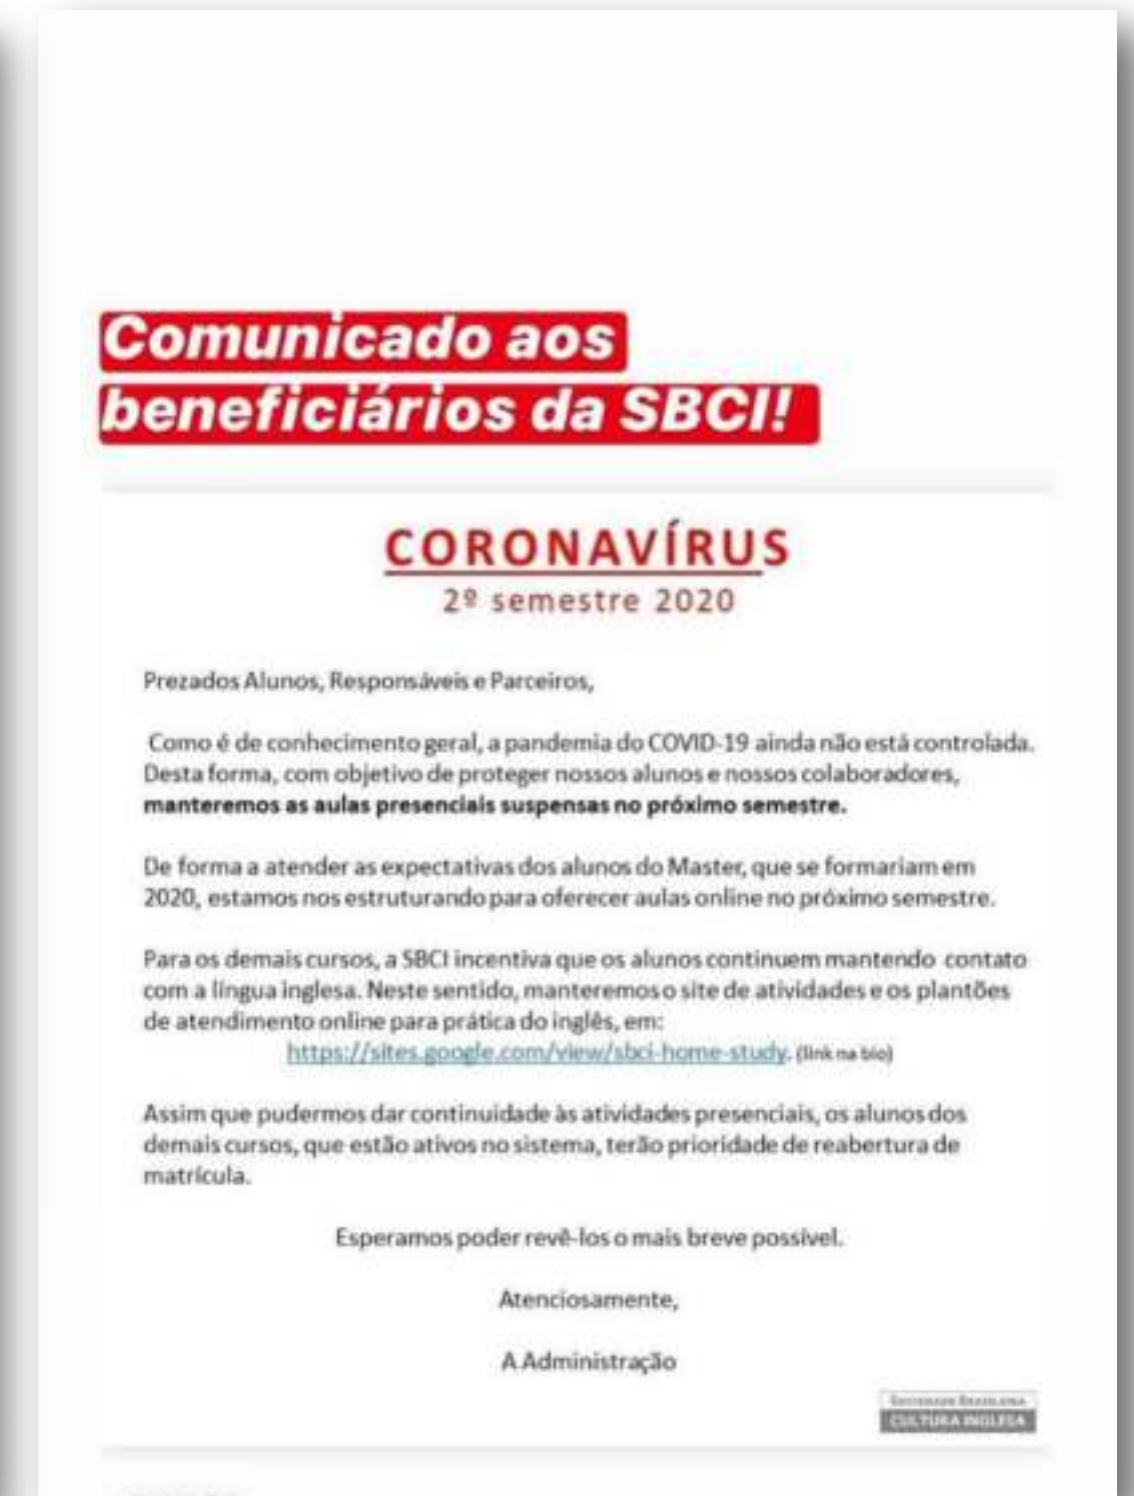 Comunicado aos
beneficiários da SBCI!
CORONAVÍRUS
2º semestre 2020
Prezados Alunos, Responsáveis e Parceiros,
Como é de conhecimento geral, a pandemia do COVID-19 ainda não está controlada.
Desta forma, com objetivo de proteger nossos alunos e nossos colaboradores,
manteremos as aulas presenciais suspensas no próximo semestre.
De forma a atender as expectativas dos alunos do Master, que se formariam em
2020, estamos nos estruturando para oferecer aulas online no próximo semestre.
Para os demais cursos, a SBCI incentiva que os alunos continuem mantendo contato
com a língua inglesa. Neste sentido, manteremos o site de atividades e os plantões
de atendimento online para prática do inglês, em:
https://sites.google.com/view/sbci-home-study. (link na bio)
Assim que pudermos dar continuidade às atividades presenciais, os alunos dos
demais cursos, que estão ativos no sistema, terão prioridade de reabertura de
matrícula.
Esperamos poder revê-los o mais breve possível.
Atenciosamente,
A Administração
SOCIEDADE BRASILEIRA
CULTURA INGLESA